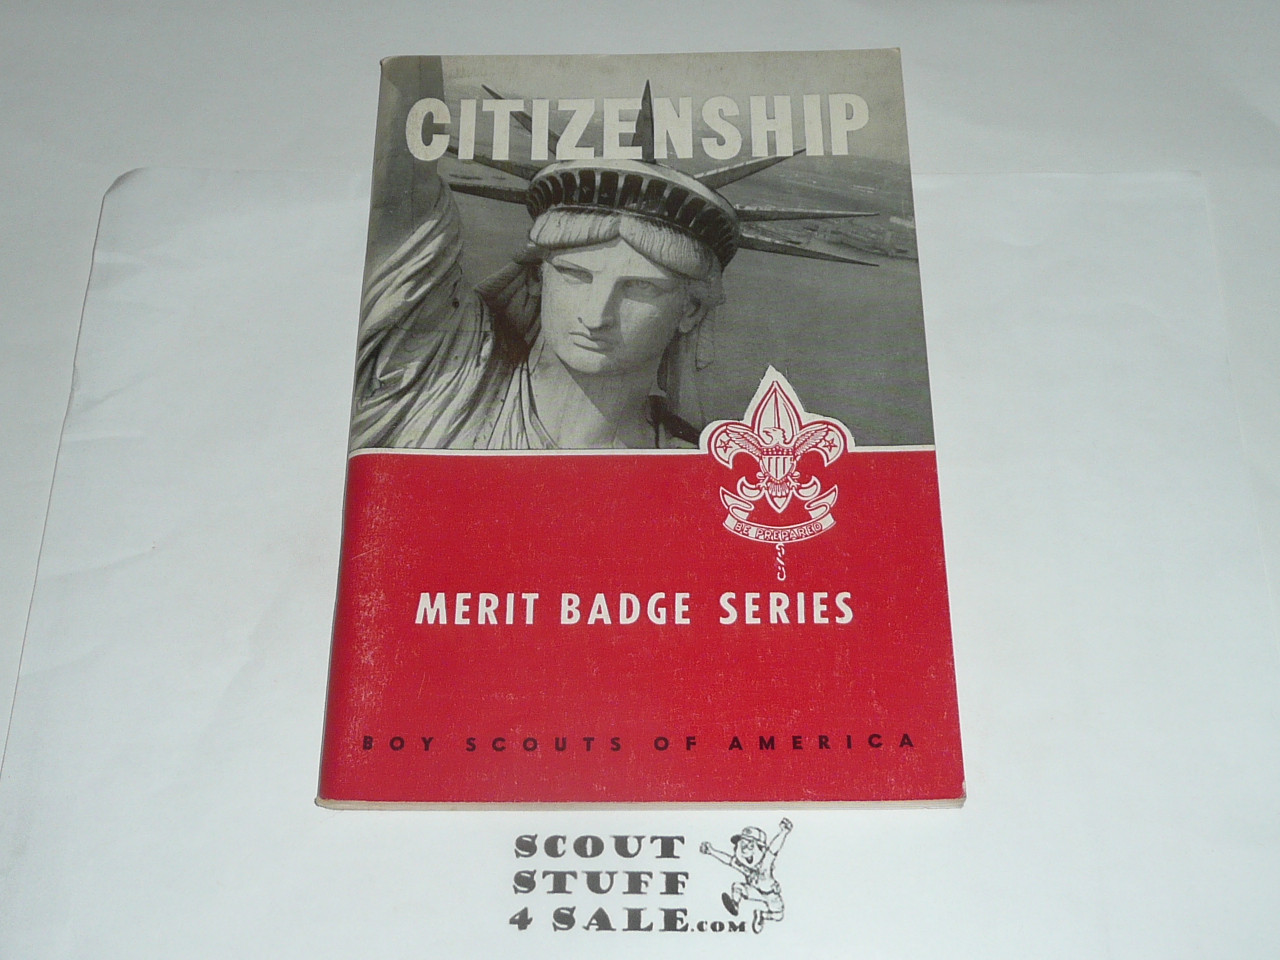 CITIZENSHIP
BE PREPARED
MERIT BADGE SERIES
BOY SCOUTS OF AMERICA
SCOUT
STUFF
4 SALE.COM